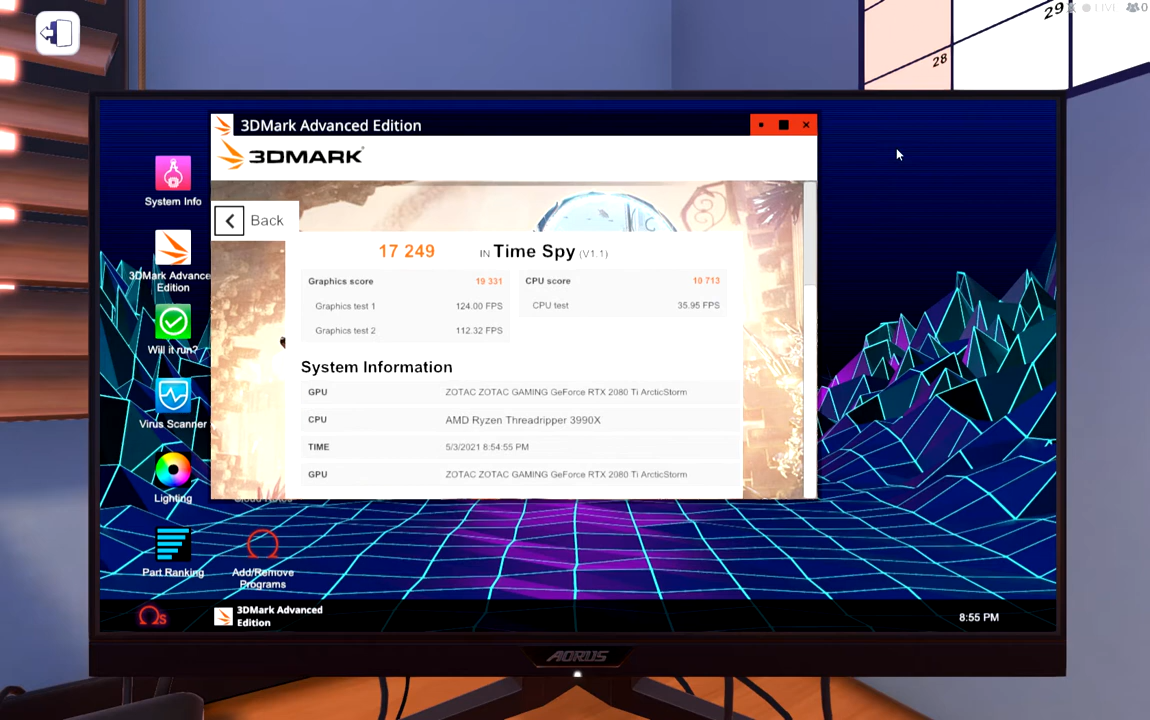 29
LIVE
0
28
3DMark Advanced Edition
3DMARK
System Info
Back
17 249 IN Time Spy (V1.1)
Graphics score 19 331 CPU score 10 713
Graphics test 1 124.00 FPS CPU test 35.95 FPS
Graphics test 2 112.32 FPS
3DMark Advance
Edition
Will it run?
System Information
GPU ZOTAC ZOTAC GAMING GeForce RTX 2080 Ti ArcticStorm
CPU AMD Ryzen Threadripper 3990X
TIME 5/3/2021 8:54:55 PM
GPU ZOTAC ZOTAC GAMING GeForce RTX 2080 Ti ArcticStorm
Virus Scanner
Lighting
Part Ranking
Add/Remove
Programs
Ωs
3DMark Advanced
Edition
8:55 PM
AORUS